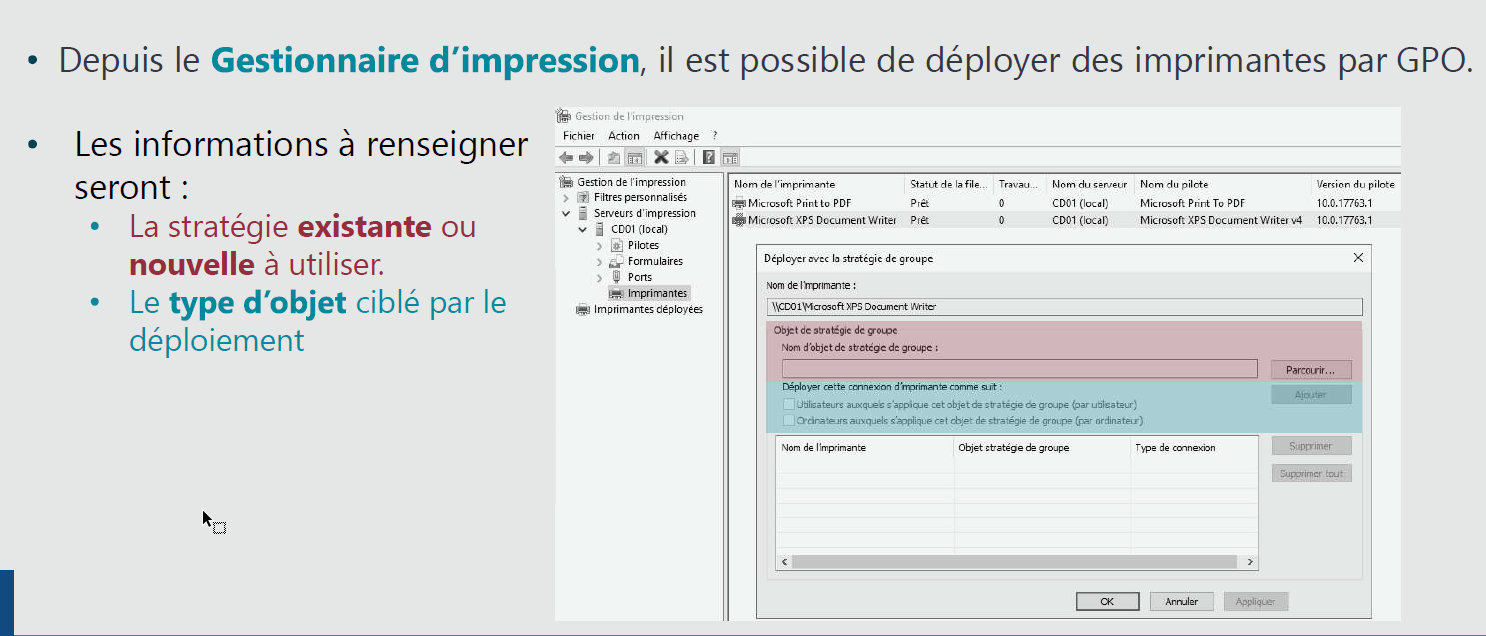 • Depuis le Gestionnaire d'impression, il est possible de déployer des imprimantes par GPO.
• Les informations à renseigner
seront :
• La stratégie existante ou
nouvelle à utiliser.
• Le type d'objet ciblé par le
déploiement
Gestion de l'impression
Fichier Action Affichage ?
Gestion de l'impression
Filtres personnalisés
Serveurs d'impression
CD01 (local)
Pilotes
Formulaires
Ports
Imprimantes
Imprimantes déployées
Nom de l'imprimante Statut de la file... Travau... Nom du serveur Nom du pilote Version du pilote
Microsoft Print to PDF Prêt 0 CD01 (local) Microsoft Print To PDF 10.0.17763.1
Microsoft XPS Document Writer Prêt 0 CD01 (local) Microsoft XPS Document Writer v4 10.0.17763.1
Déployer avec la stratégie de groupe
Nom de l'imprimante :
\\CD01\Microsoft XPS Document Writer
Objet de stratégie de groupe
Nom d'objet de stratégie de groupe :
Parcourir...
Déployer cette connexion d'imprimante comme suit :
Ajouter
Utilisateurs auxquels s'applique cet objet de stratégie de groupe (par utilisateur)
Ordinateurs auxquels s'applique cet objet de stratégie de groupe (par ordinateur)
Nom de l'imprimante Objet stratégie de groupe Type de connexion
Supprimer
Supprimer tout
OK Annuler Appliquer